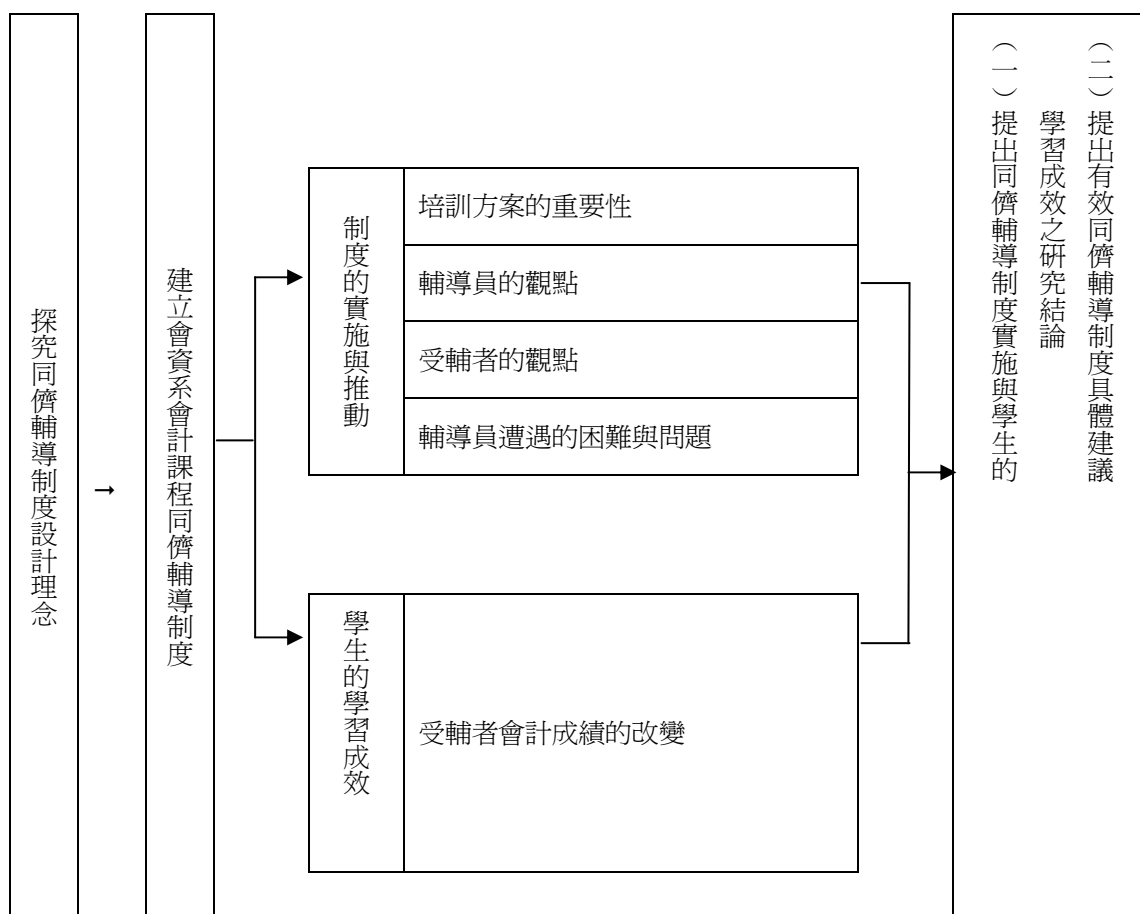 探究同儕輔導制度設計理念
→
建立會資系會計課程同儕輔導制度
制度的實施與推動
培訓方案的重要性
輔導員的觀點
受輔者的觀點
輔導員遭遇的困難與問題
學生的學習成效
受輔者會計成績的改變
（一）提出同儕輔導制度實施與學生的
學習成效之研究結論
（二）提出有效同儕輔導制度具體建議